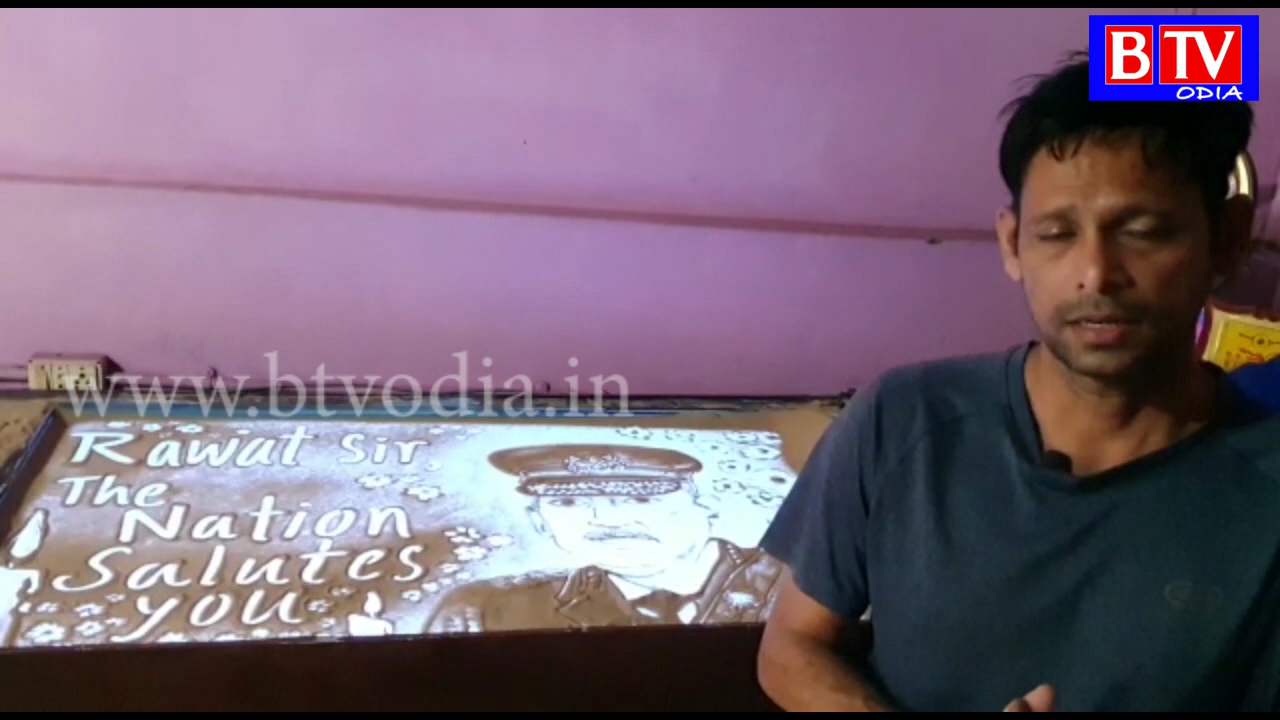 BTV
ODIA
www.btvodia.in
Rawat Sir,
The
Nation
Salutes
you